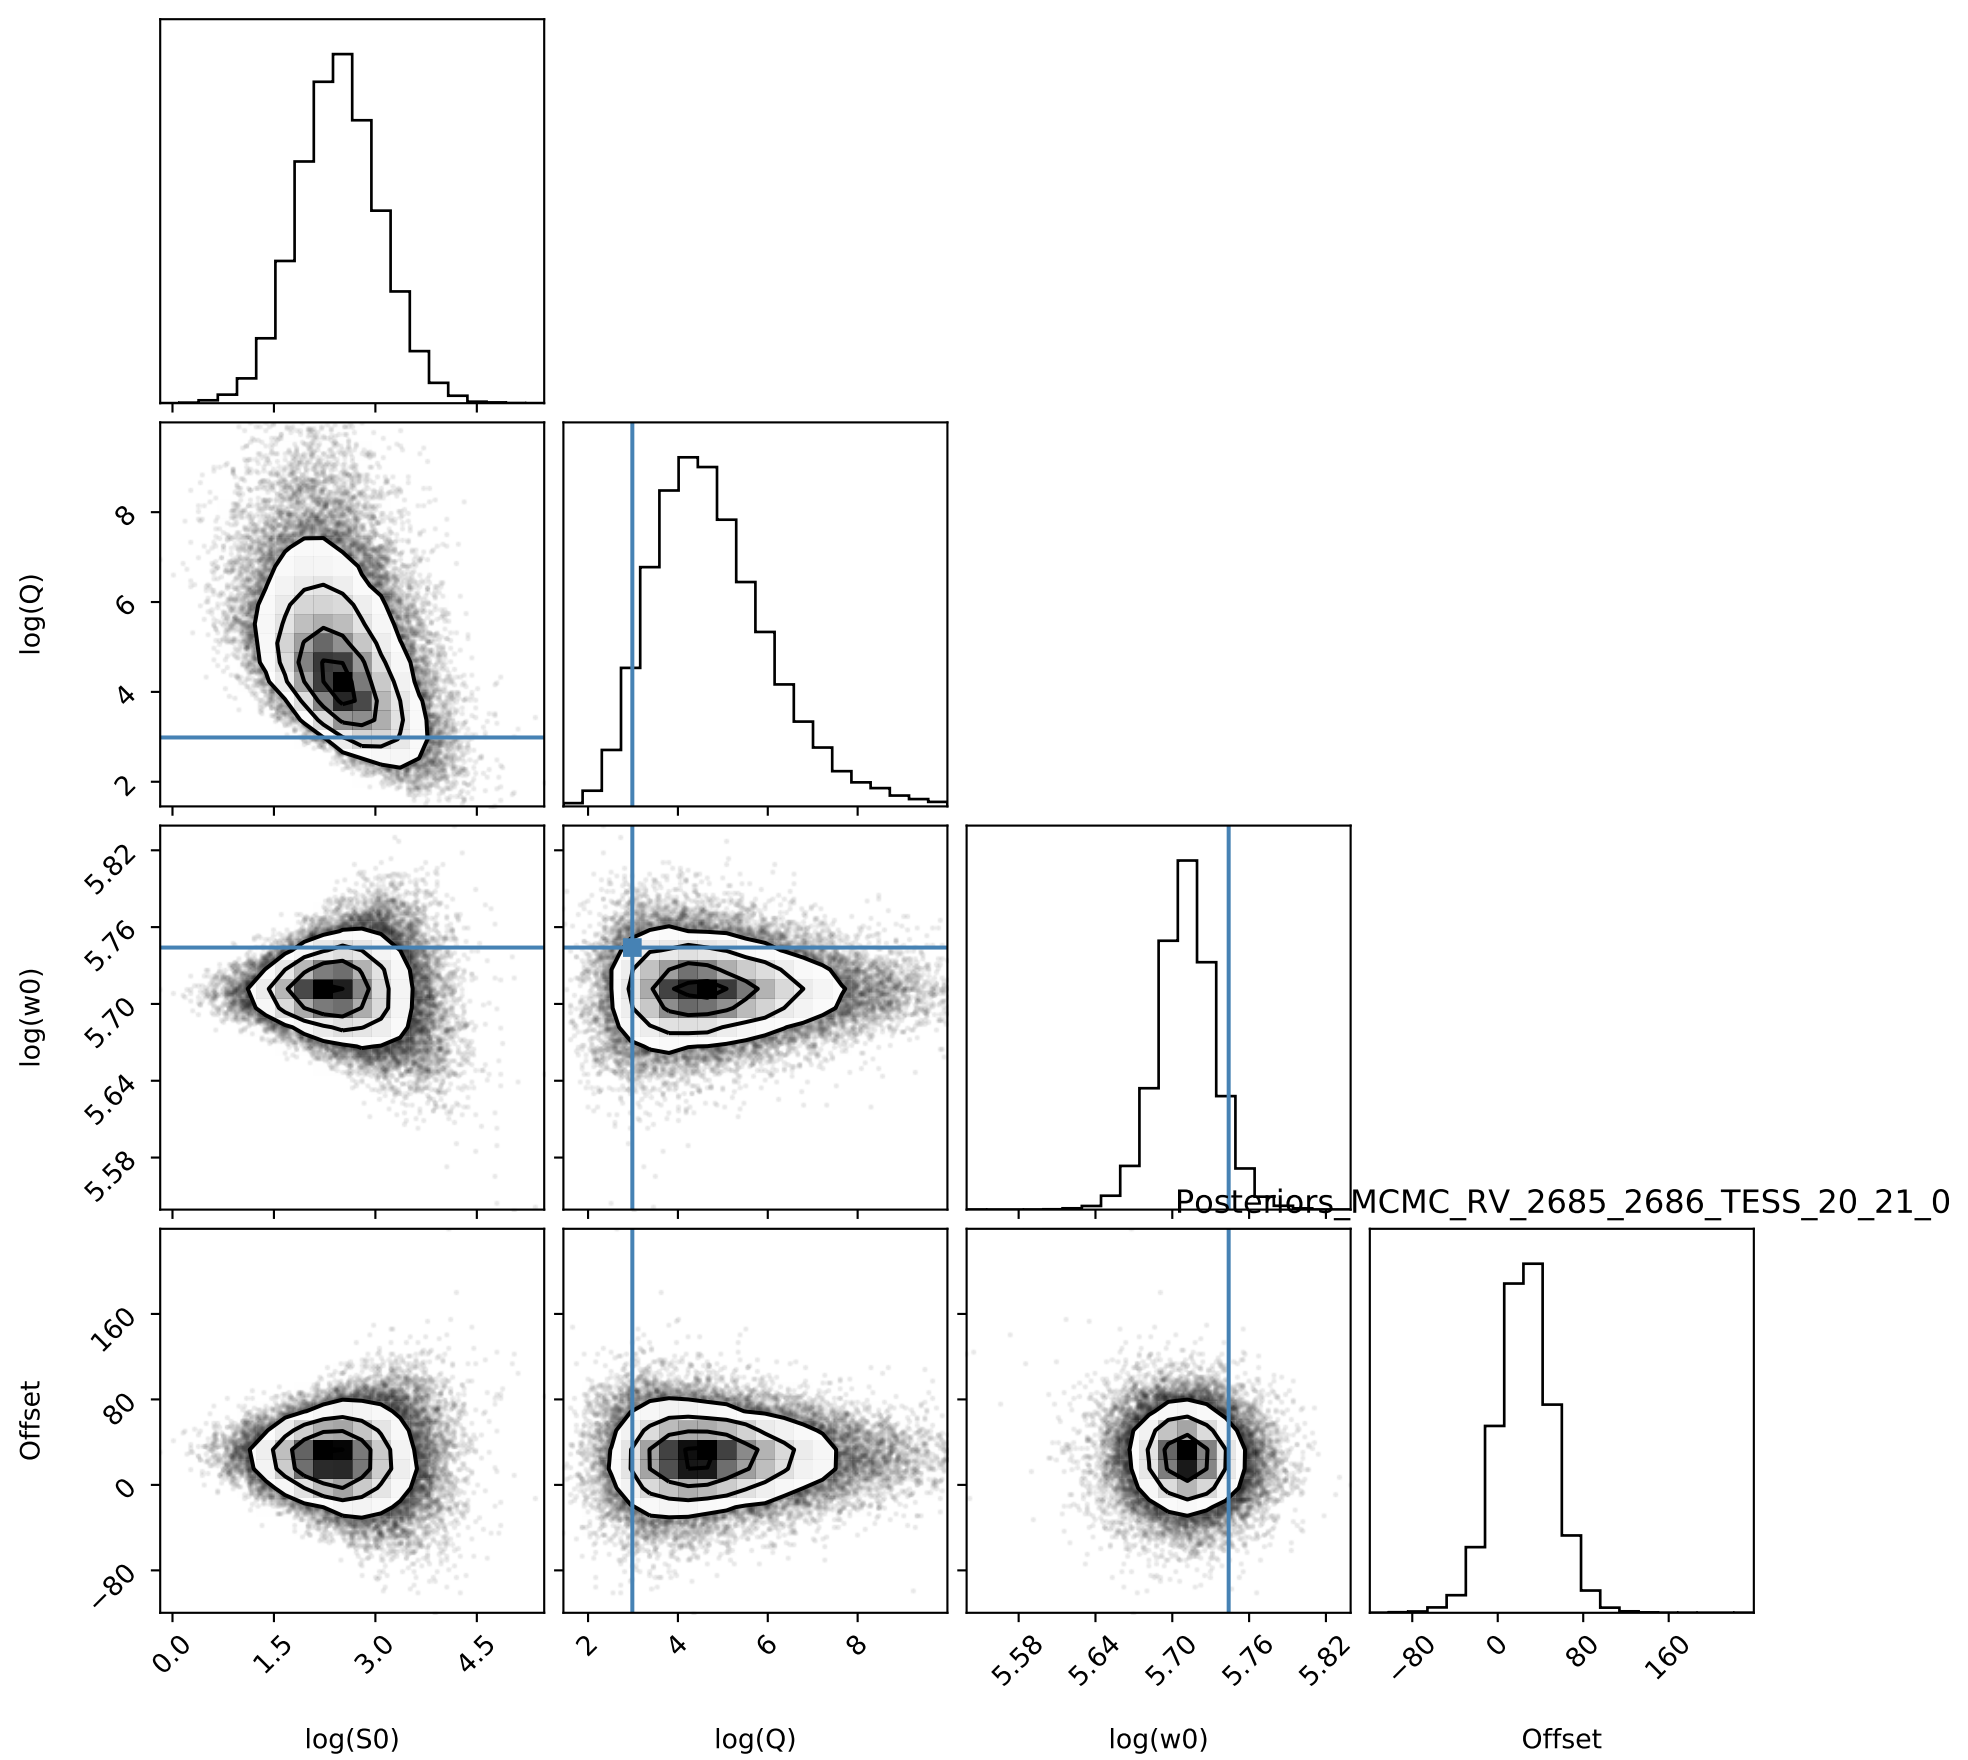 log(Q)
8
6
4
2
log(w0)
5.82
5.76
5.70
5.64
5.58
Posteriors_MCMC_RV_2685_2686_TESS_20_21_0
Offset
160
80
0
−80
0.0 1.5 3.0 4.5 2 4 6 8 5.58 5.64 5.70 5.76 5.82 −80 0 80 160
log(S0) log(Q) log(w0) Offset